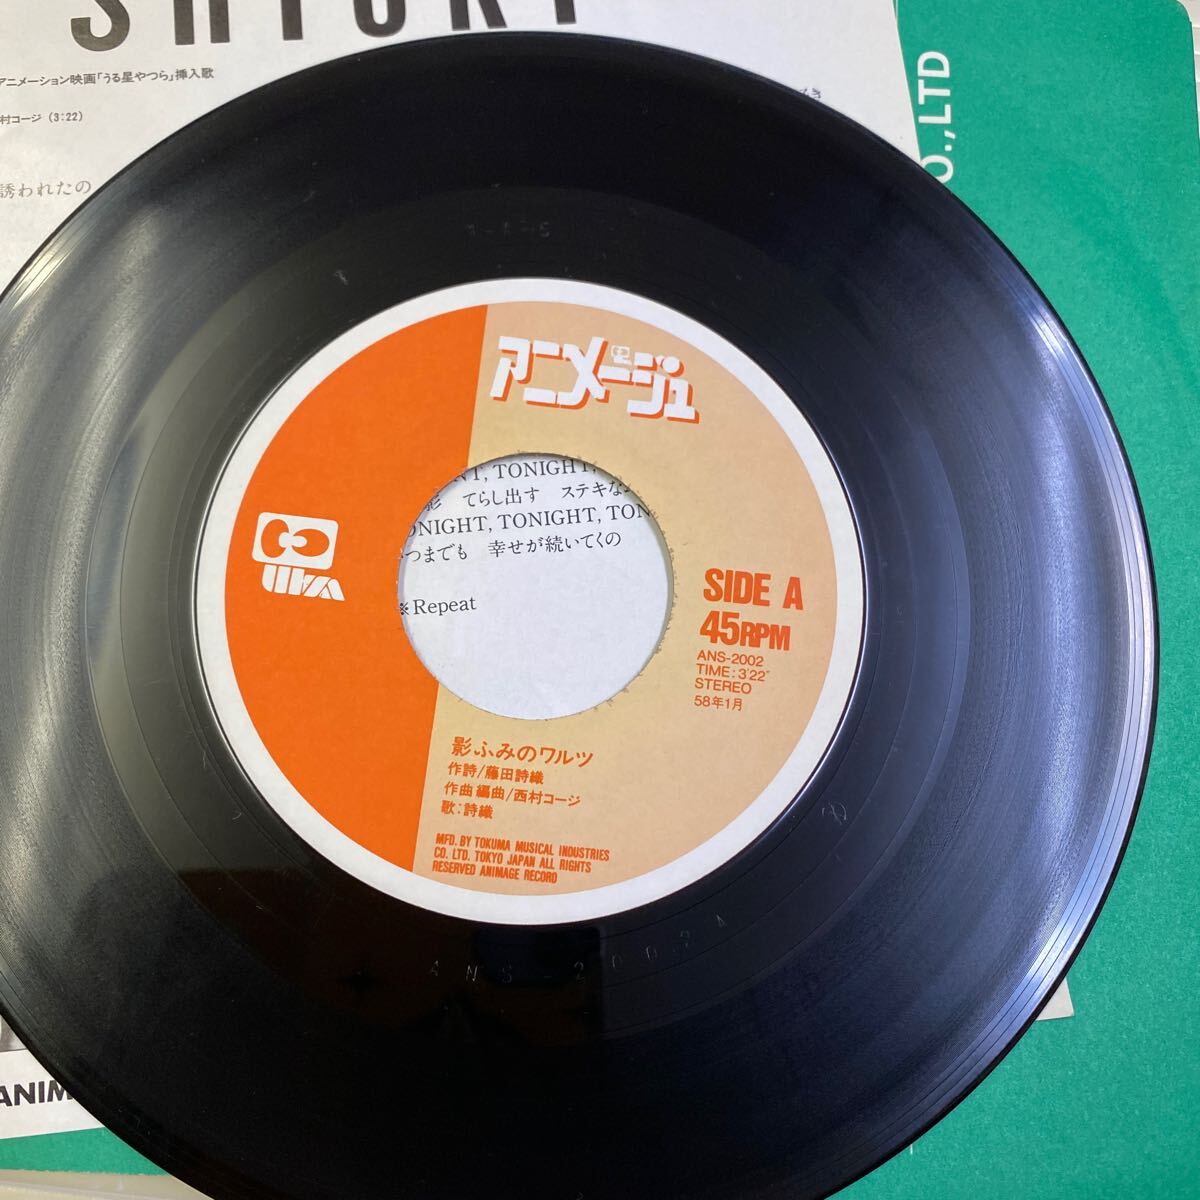 SHIORI
アニメーション映画「うる星やつら」挿入歌
村コージ (3:22)
誘われたの
O.,LTD
1-A-5
アニメージュ
TONIGHT,
影 てらし出す ステキな
ONIGHT, TONIGHT, TON
つまでも 幸せが続いてくの
※Repeat
SIDE A
45RPM
ANS-2002
TIME:3'22"
STEREO
58年1月
影ふみのワルツ
作詩/藤田詩織
作曲 編曲/西村コージ
歌:詩織
MFD. BY TOKUMA MUSICAL INDUSTRIES
CO. LTD. TOKYO JAPAN ALL RIGHTS
RESERVED ANIMAGE RECORD
ANS-2002A
ANIM